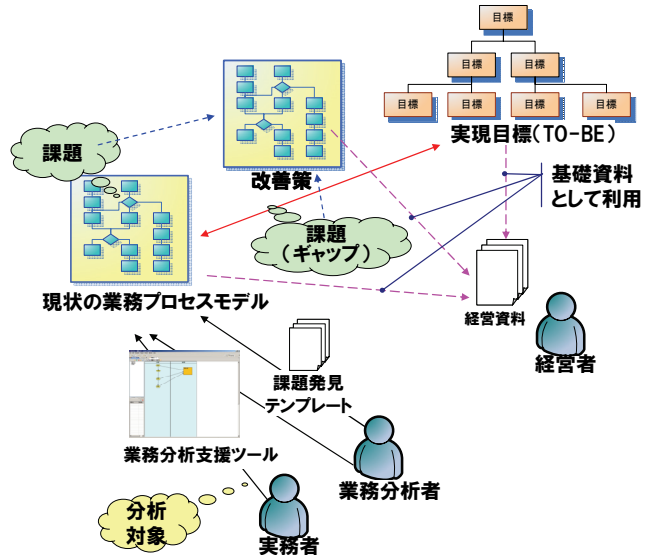 目標
目標
目標
目標
目標
目標
目標
実現目標(TO-BE)
課題
改善策
基礎資料
として利用
課題
(ギャップ)
現状の業務プロセスモデル
経営資料
経営者
課題発見
テンプレート
業務分析支援ツール
業務分析者
分析
対象
実務者